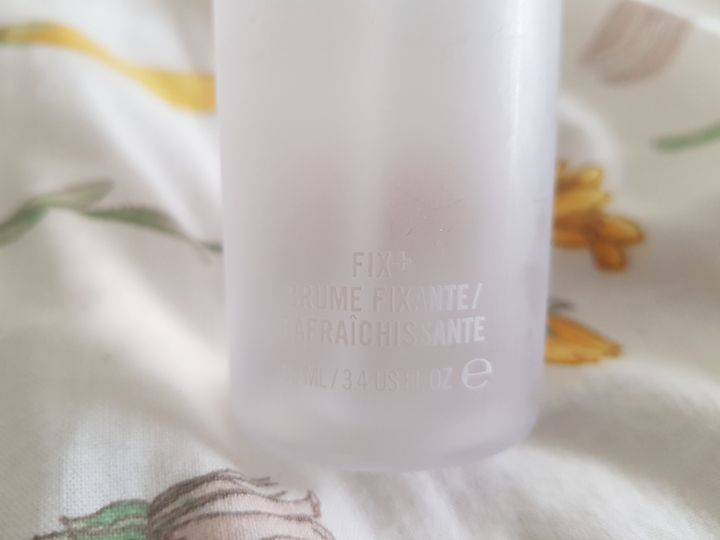 FIX+
BRUME FIXANTE/
RAFRAÎCHISSANTE
ML/3.4 US FL OZ e